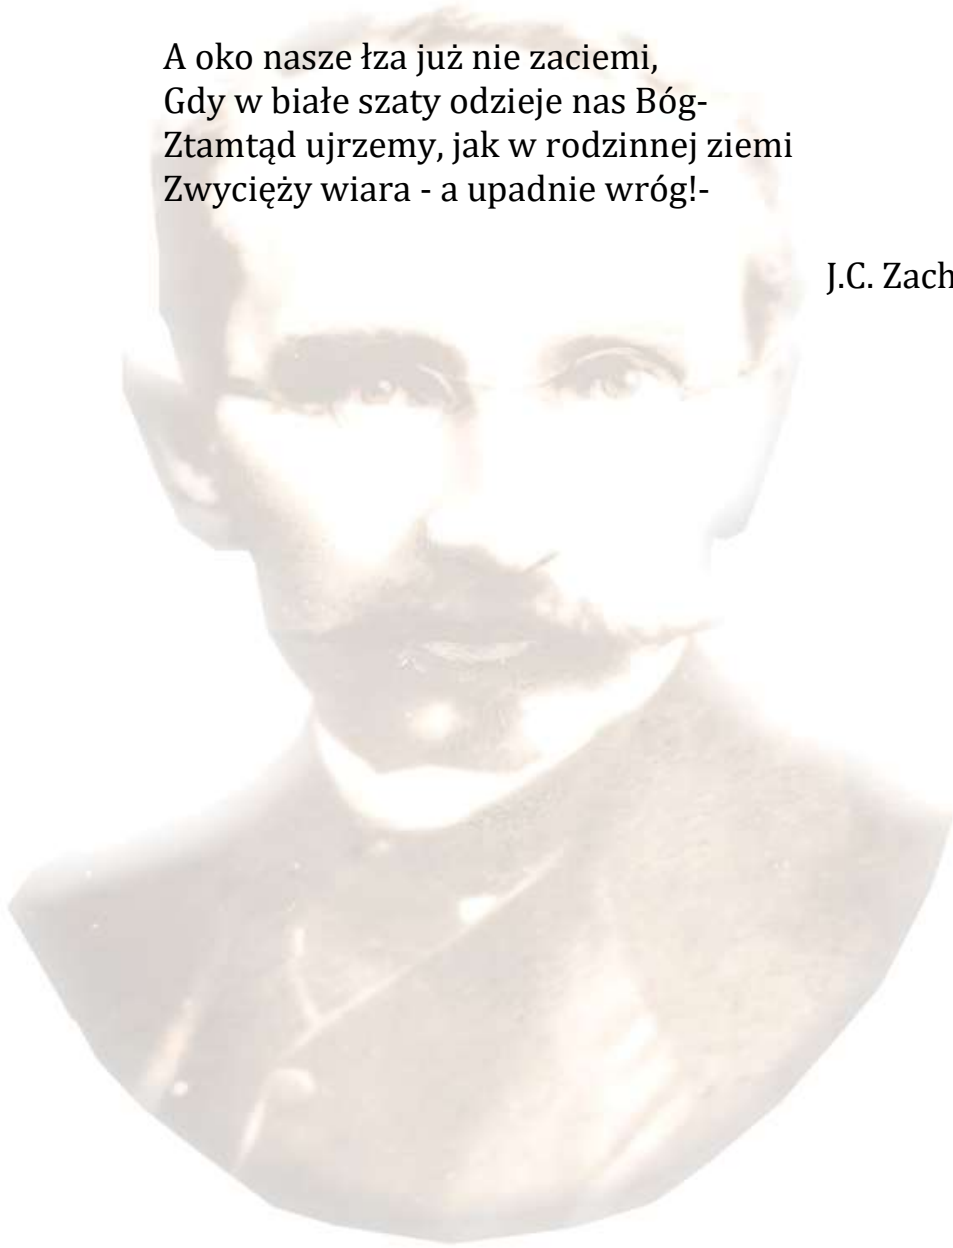 A oko nasze łza już nie zaciemi,
Gdy w białe szaty odzieje nas Bóg-
Ztamtąd ujrzemy, jak w rodzinnej ziemi
Zwycięży wiara - a upadnie wróg!-
J.C. Zach